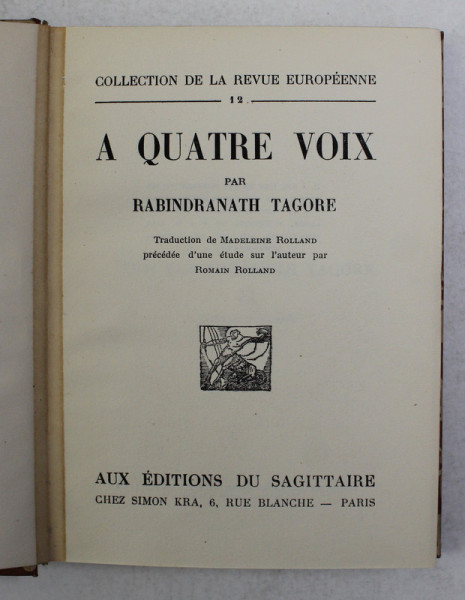 COLLECTION DE LA REVUE EUROPÉENNE
12
A QUATRE VOIX
PAR
RABINDRANATH TAGORE
Traduction de MADELEINE ROLLAND
précédée d'une étude sur l'auteur par
ROMAIN ROLLAND
AUX ÉDITIONS DU SAGITTAIRE
CHEZ SIMON KRA, 6, RUE BLANCHE — PARIS